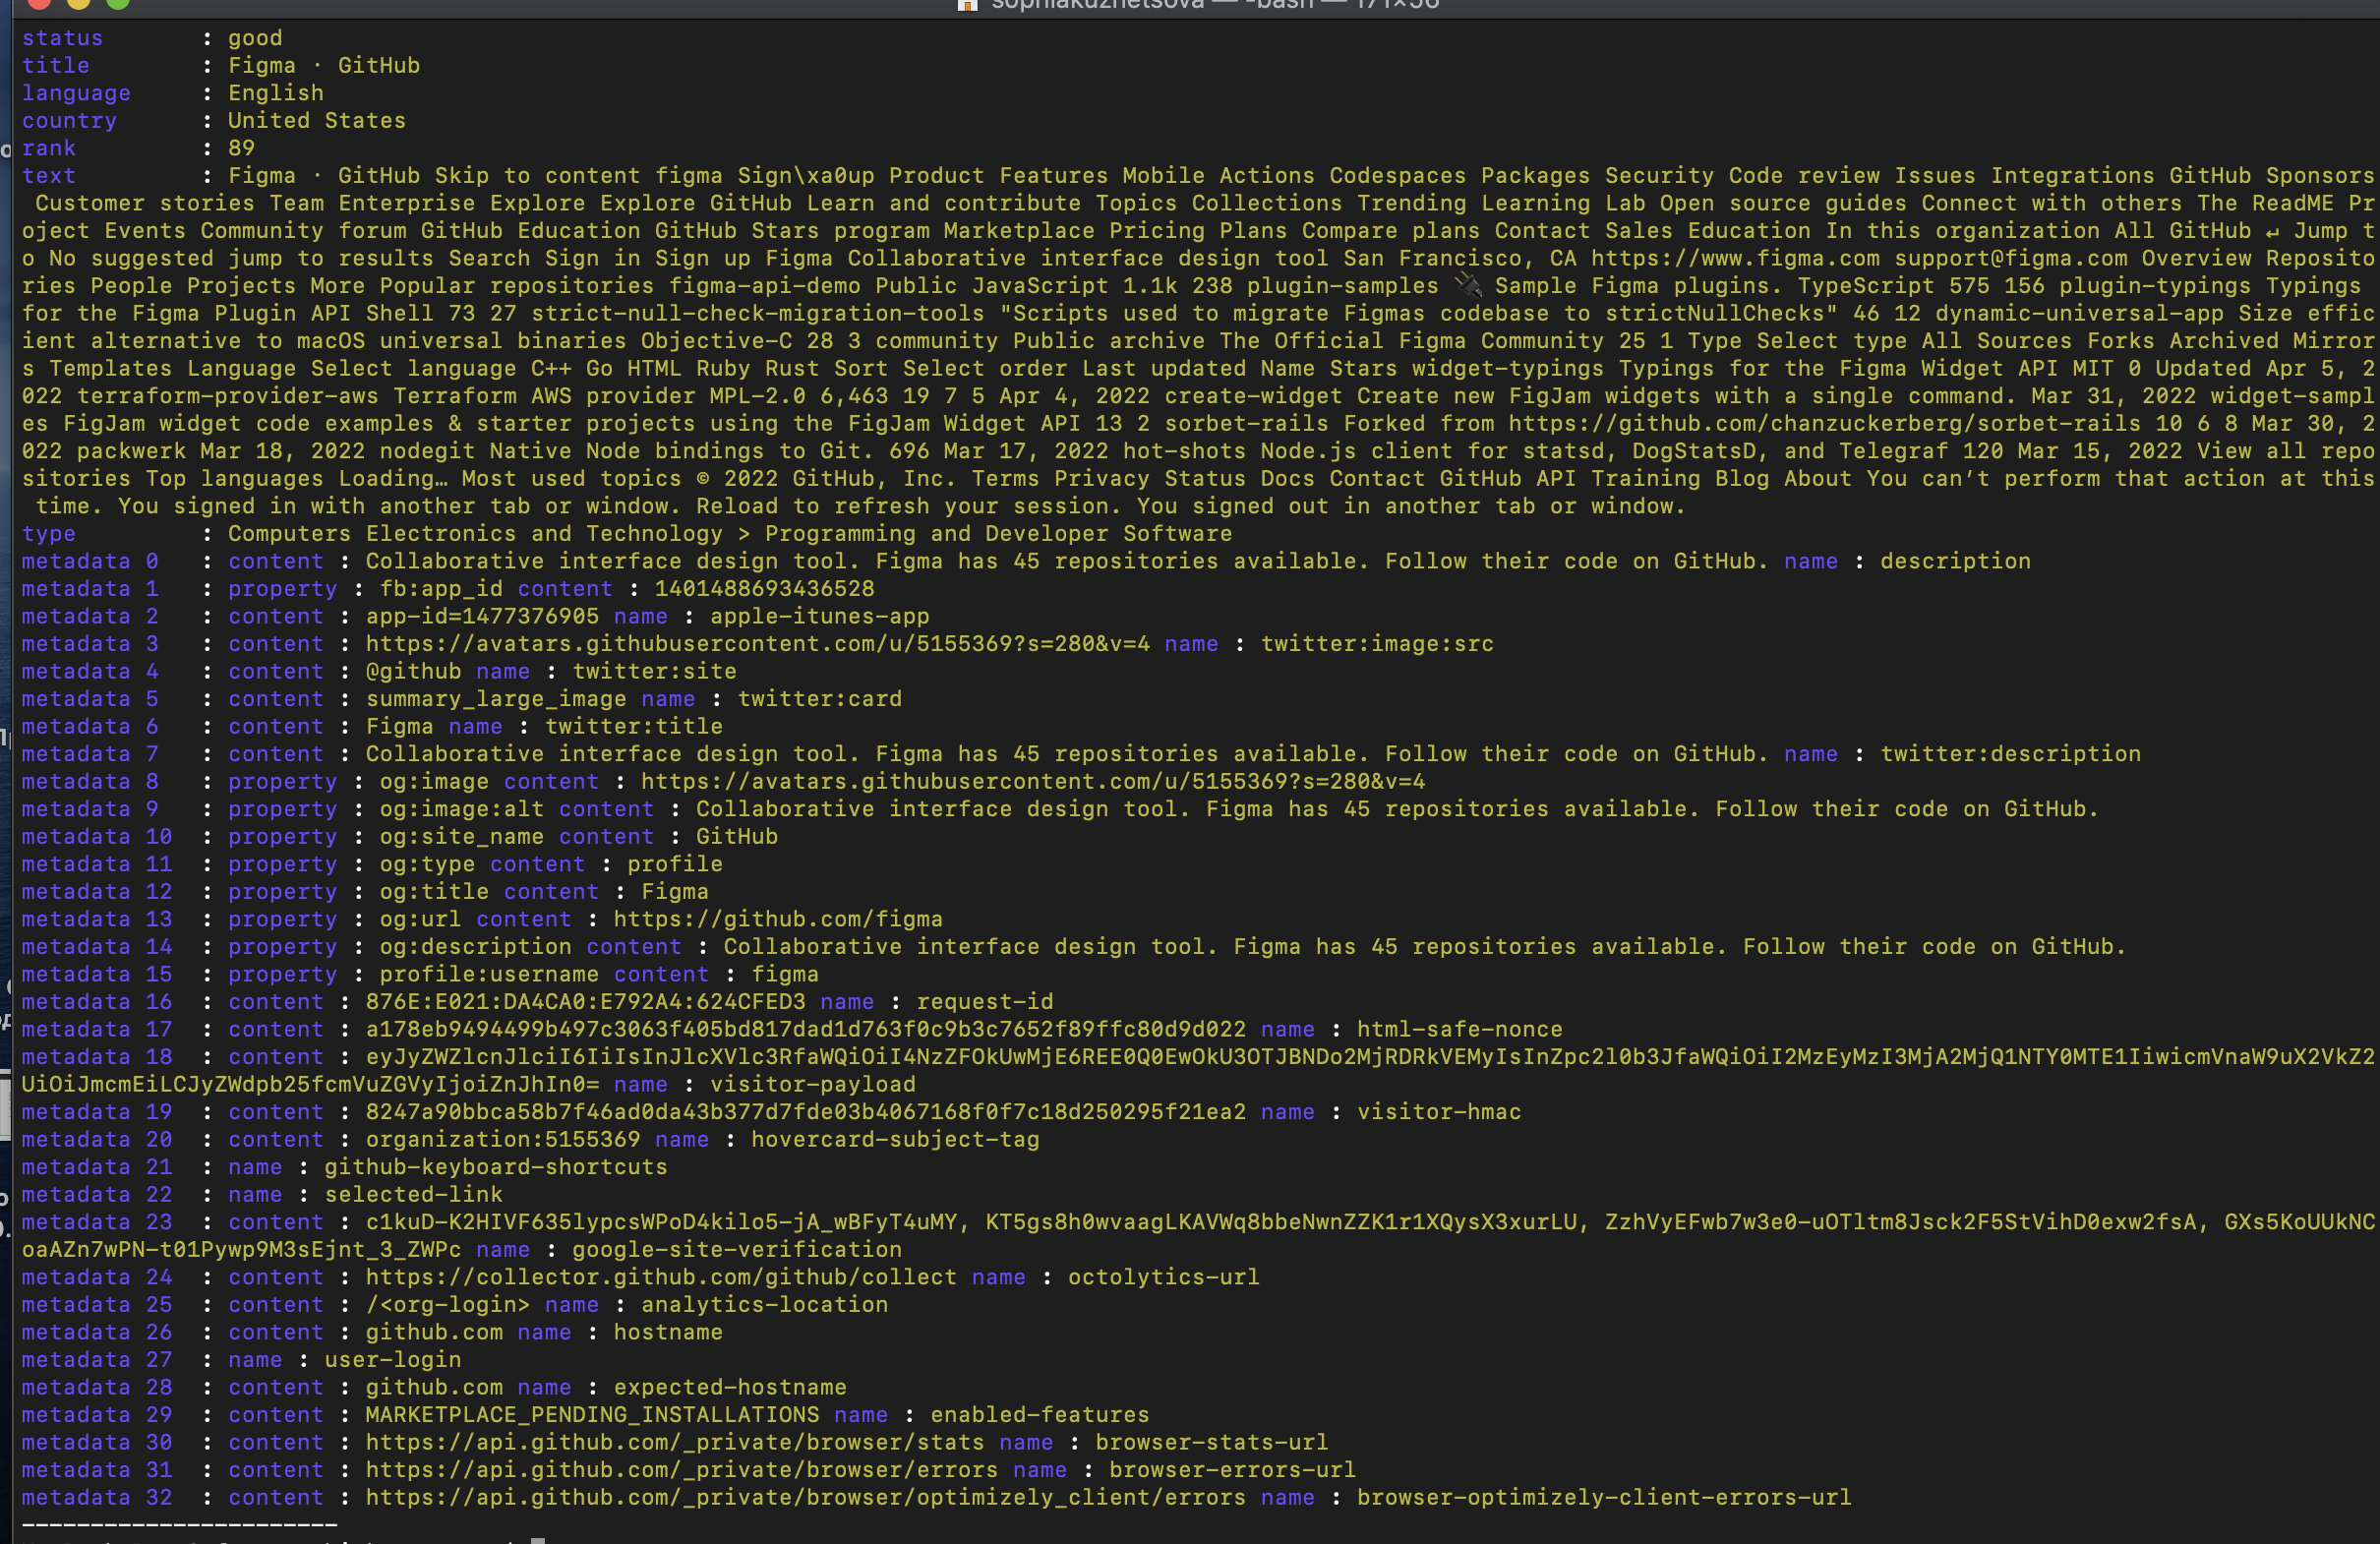 sophiakuznetsova — -bash — 171×56
status : good
title : Figma · GitHub
language : English
country : United States
rank : 89
text : Figma · GitHub Skip to content figma Sign\xa0up Product Features Mobile Actions Codespaces Packages Security Code review Issues Integrations GitHub Sponsors
Customer stories Team Enterprise Explore Explore GitHub Learn and contribute Topics Collections Trending Learning Lab Open source guides Connect with others The ReadME Pr
oject Events Community forum GitHub Education GitHub Stars program Marketplace Pricing Plans Compare plans Contact Sales Education In this organization All GitHub ↵ Jump t
o No suggested jump to results Search Sign in Sign up Figma Collaborative interface design tool San Francisco, CA https://www.figma.com support@figma.com Overview Reposito
ries People Projects More Popular repositories figma-api-demo Public JavaScript 1.1k 238 plugin-samples 🔌 Sample Figma plugins. TypeScript 575 156 plugin-typings Typings
for the Figma Plugin API Shell 73 27 strict-null-check-migration-tools "Scripts used to migrate Figmas codebase to strictNullChecks" 46 12 dynamic-universal-app Size effic
ient alternative to macOS universal binaries Objective-C 28 3 community Public archive The Official Figma Community 25 1 Type Select type All Sources Forks Archived Mirror
s Templates Language Select language C++ Go HTML Ruby Rust Sort Select order Last updated Name Stars widget-typings Typings for the Figma Widget API MIT 0 Updated Apr 5, 2
022 terraform-provider-aws Terraform AWS provider MPL-2.0 6,463 19 7 5 Apr 4, 2022 create-widget Create new FigJam widgets with a single command. Mar 31, 2022 widget-sampl
es FigJam widget code examples & starter projects using the FigJam Widget API 13 2 sorbet-rails Forked from https://github.com/chanzuckerberg/sorbet-rails 10 6 8 Mar 30, 2
022 packwerk Mar 18, 2022 nodegit Native Node bindings to Git. 696 Mar 17, 2022 hot-shots Node.js client for statsd, DogStatsD, and Telegraf 120 Mar 15, 2022 View all repo
sitories Top languages Loading… Most used topics © 2022 GitHub, Inc. Terms Privacy Status Docs Contact GitHub API Training Blog About You can’t perform that action at this
time. You signed in with another tab or window. Reload to refresh your session. You signed out in another tab or window.
type : Computers Electronics and Technology > Programming and Developer Software
metadata 0 : content : Collaborative interface design tool. Figma has 45 repositories available. Follow their code on GitHub. name : description
metadata 1 : property : fb:app_id content : 1401488693436528
metadata 2 : content : app-id=1477376905 name : apple-itunes-app
metadata 3 : content : https://avatars.githubusercontent.com/u/5155369?s=280&v=4 name : twitter:image:src
metadata 4 : content : @github name : twitter:site
metadata 5 : content : summary_large_image name : twitter:card
metadata 6 : content : Figma name : twitter:title
metadata 7 : content : Collaborative interface design tool. Figma has 45 repositories available. Follow their code on GitHub. name : twitter:description
metadata 8 : property : og:image content : https://avatars.githubusercontent.com/u/5155369?s=280&v=4
metadata 9 : property : og:image:alt content : Collaborative interface design tool. Figma has 45 repositories available. Follow their code on GitHub.
metadata 10 : property : og:site_name content : GitHub
metadata 11 : property : og:type content : profile
metadata 12 : property : og:title content : Figma
metadata 13 : property : og:url content : https://github.com/figma
metadata 14 : property : og:description content : Collaborative interface design tool. Figma has 45 repositories available. Follow their code on GitHub.
metadata 15 : property : profile:username content : figma
metadata 16 : content : 876E:E021:DA4CA0:E792A4:624CFED3 name : request-id
metadata 17 : content : a178eb9494499b497c3063f405bd817dad1d763f0c9b3c7652f89ffc80d9d022 name : html-safe-nonce
metadata 18 : content : eyJyZWZlcnJlciI6IiIsInJlcXVlc3RfaWQiOiI4NzZFOkUwMjE6REE0Q0EwOkU3OTJBNDo2MjRDRkVEMyIsInZpc2l0b3JfaWQiOiI2MzEyMzI3MjA2MjQ1NTY0MTE1IiwicmVnaW9uX2VkZ2
UiOiJmcmEiLCJyZWdpb25fcmVuZGVyIjoiZnJhIn0= name : visitor-payload
metadata 19 : content : 8247a90bbca58b7f46ad0da43b377d7fde03b4067168f0f7c18d250295f21ea2 name : visitor-hmac
metadata 20 : content : organization:5155369 name : hovercard-subject-tag
metadata 21 : name : github-keyboard-shortcuts
metadata 22 : name : selected-link
metadata 23 : content : c1kuD-K2HIVF635lypcsWPoD4kilo5-jA_wBFyT4uMY, KT5gs8h0wvaagLKAVWq8bbeNwnZZK1r1XQysX3xurLU, ZzhVyEFwb7w3e0-uOTltm8Jsck2F5StVihD0exw2fsA, GXs5KoUUkNC
oaAZn7wPN-t01Pywp9M3sEjnt_3_ZWPc name : google-site-verification
metadata 24 : content : https://collector.github.com/github/collect name : octolytics-url
metadata 25 : content : /<org-login> name : analytics-location
metadata 26 : content : github.com name : hostname
metadata 27 : name : user-login
metadata 28 : content : github.com name : expected-hostname
metadata 29 : content : MARKETPLACE_PENDING_INSTALLATIONS name : enabled-features
metadata 30 : content : https://api.github.com/_private/browser/stats name : browser-stats-url
metadata 31 : content : https://api.github.com/_private/browser/errors name : browser-errors-url
metadata 32 : content : https://api.github.com/_private/browser/optimizely_client/errors name : browser-optimizely-client-errors-url
-----------------------